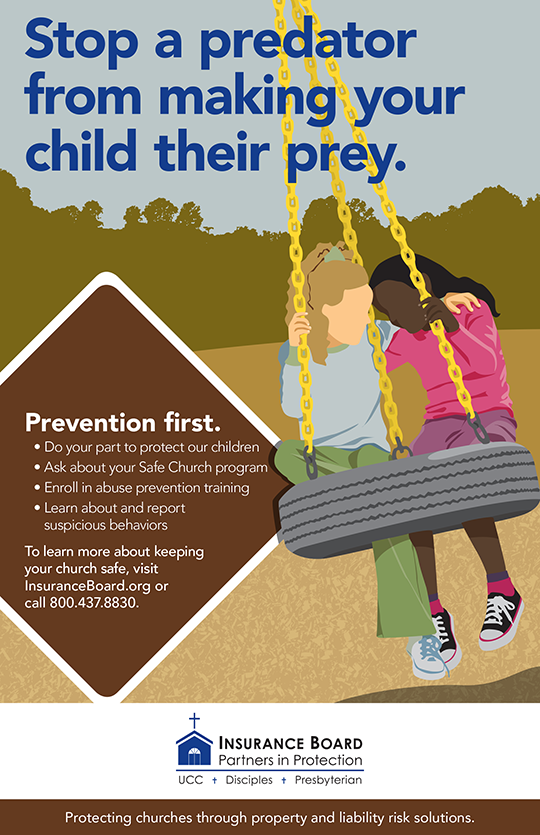 Stop a predator
from making your
child their prey.
Prevention first.
• Do your part to protect our children
• Ask about your Safe Church program
• Enroll in abuse prevention training
• Learn about and report
suspicious behaviors
To learn more about keeping
your church safe, visit
InsuranceBoard.org or
call 800.437.8830.
INSURANCE BOARD
Partners in Protection
UCC ✝ Disciples ✝ Presbyterian
Protecting churches through property and liability risk solutions.